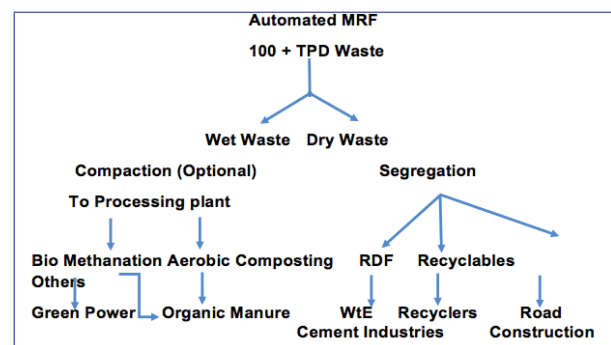 Automated MRF
100 + TPD Waste
Wet Waste Dry Waste
Compaction (Optional) Segregation
To Processing plant
Bio Methanation Aerobic Composting RDF Recyclables
Others
Green Power Organic Manure WtE Recyclers Road
Cement Industries Construction